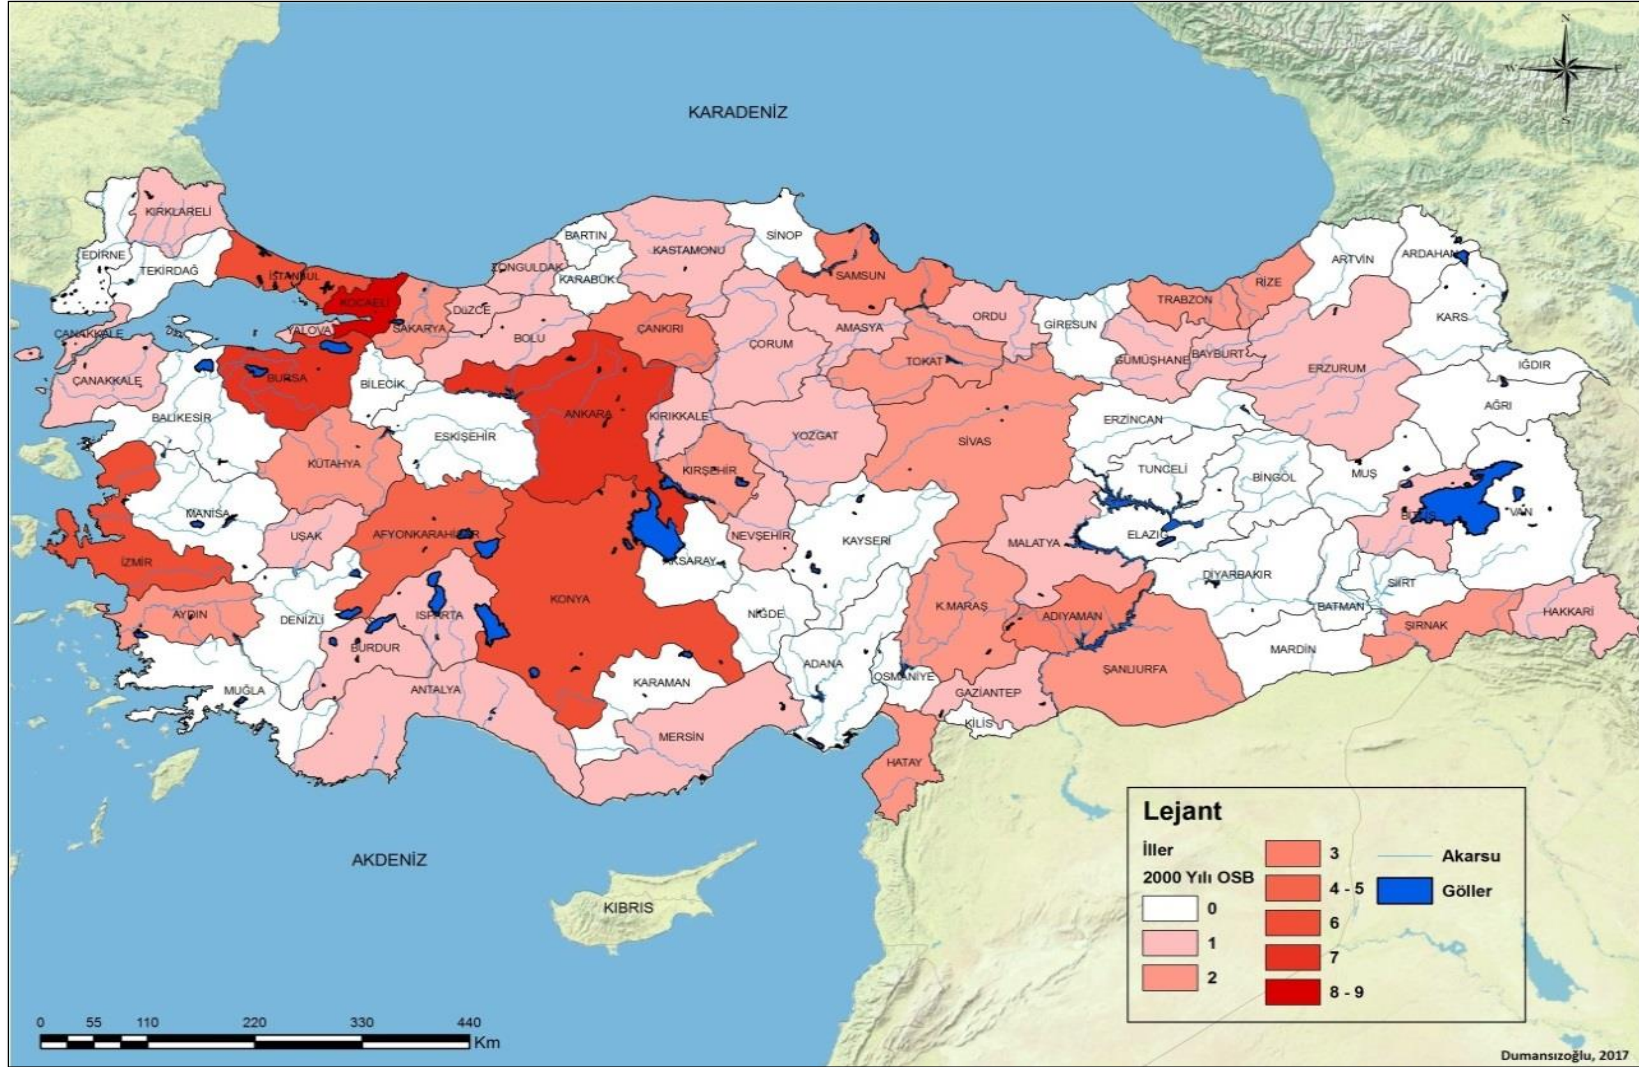 N
W E
S
KARADENİZ
KIRKLARELİ
EDİRNE
TEKİRDAĞ
İSTANBUL
KOCAELİ
YALOVA
SAKARYA
DÜZCE
ZONGULDAK
BARTIN
KARABÜK
KASTAMONU
SİNOP
SAMSUN
BOLU
ÇANKIRI
ÇORUM
AMASYA
TOKAT
ORDU
GİRESUN
TRABZON
RİZE
ARTVİN
ARDAHAN
KARS
GÜMÜŞHANE
BAYBURT
ERZURUM
IĞDIR
AĞRI
ÇANAKKALE
ÇANAKKALE
BALIKESİR
BURSA
BİLECİK
ESKİŞEHİR
KÜTAHYA
ANKARA
KIRIKKALE
YOZGAT
SİVAS
ERZİNCAN
TUNCELİ
BİNGÖL
MUŞ
BİTLİS
VAN
KIRŞEHİR
NEVŞEHİR
KAYSERİ
MALATYA
ELAZIĞ
DİYARBAKIR
BATMAN
SİİRT
ŞIRNAK
HAKKARİ
MARDİN
MANİSA
UŞAK
AFYONKARAHİSAR
İZMİR
AYDIN
DENİZLİ
BURDUR
ISPARTA
KONYA
AKSARAY
NİĞDE
K.MARAŞ
ADIYAMAN
ŞANLIURFA
MUĞLA
ANTALYA
KARAMAN
MERSİN
ADANA
OSMANİYE
GAZİANTEP
KİLİS
HATAY
AKDENİZ
KIBRIS
Lejant
İller
2000 Yılı OSB
0
1
2
3
4 - 5
6
7
8 - 9
Akarsu
Göller
0 55 110 220 330 440
Km
Dumansızoğlu, 2017